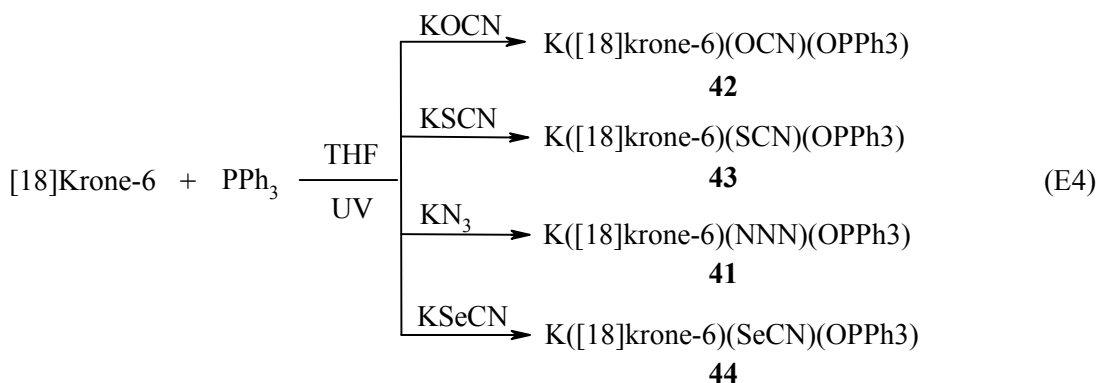 KOCN
K([18]krone-6)(OCN)(OPPh3)
42
KSCN
K([18]krone-6)(SCN)(OPPh3)
43
[18]Krone-6 + PPh3
THF
UV
(E4)
KN3
K([18]krone-6)(NNN)(OPPh3)
41
KSeCN
K([18]krone-6)(SeCN)(OPPh3)
44